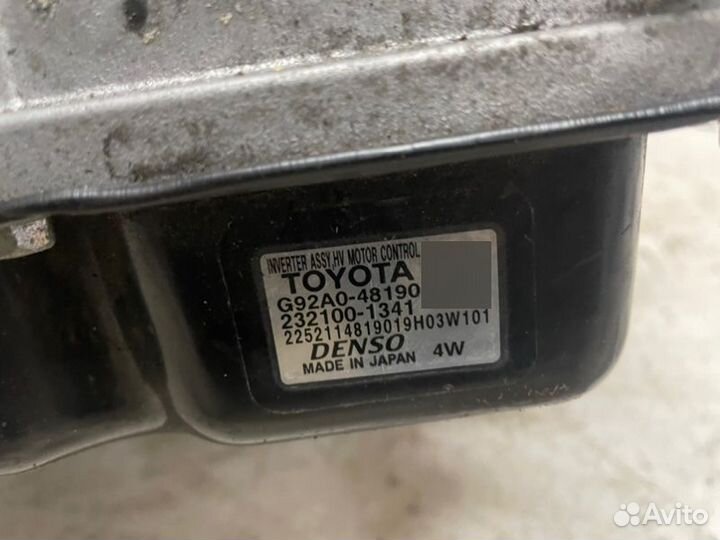 INVERTER ASSY,HV MOTOR CONTROL
TOYOTA
G92A0-48190
232100-1341
2252114819019H03W101
DENSO
MADE IN JAPAN 4W
Avito